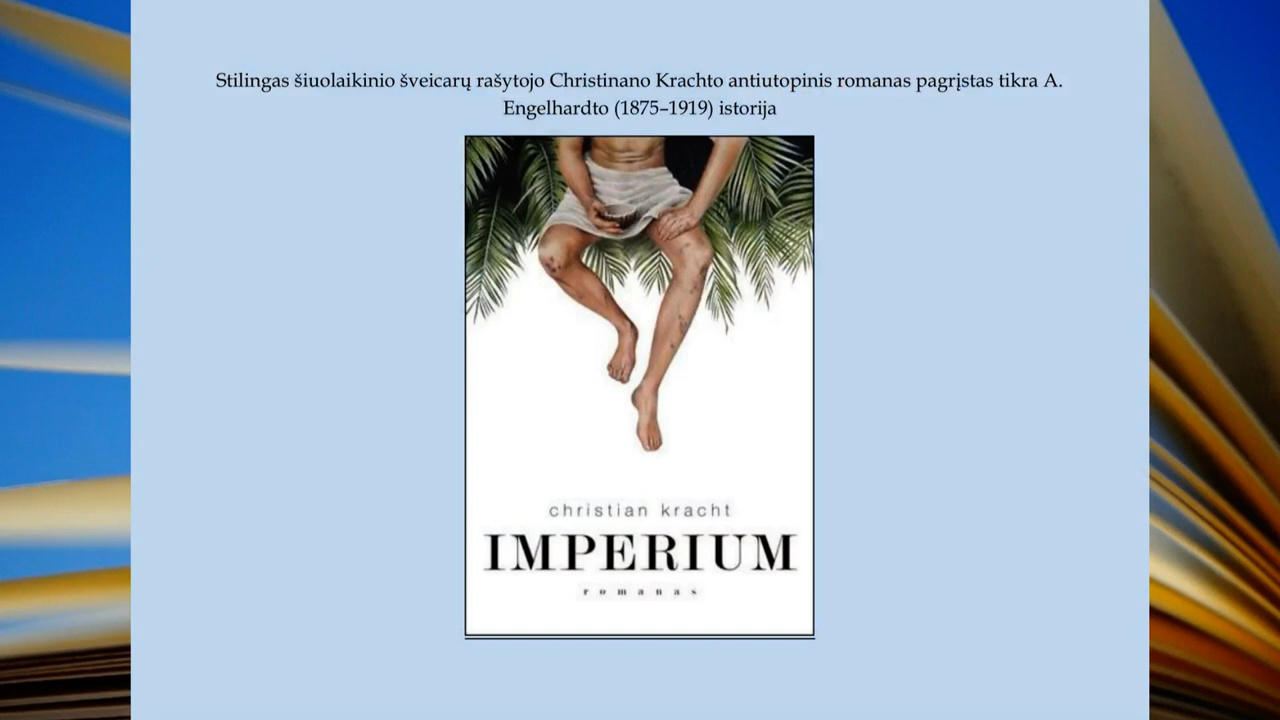 Stilingas šiuolaikinio šveicarų rašytojo Christinano Krachto antiutopinis romanas pagrįstas tikra A.
Engelhardto (1875–1919) istorija
christian kracht
IMPERIUM
romanas